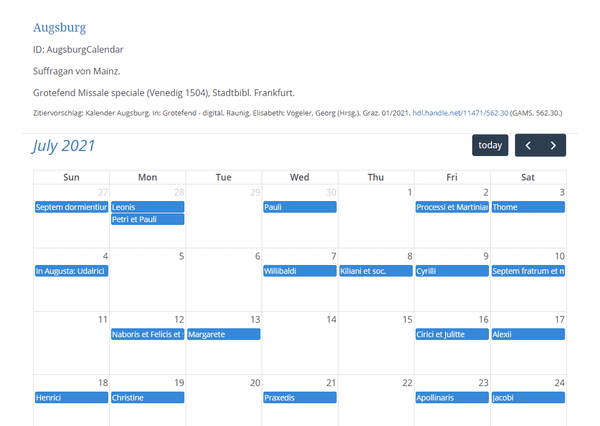 Augsburg
ID: AugsburgCalendar
Suffragan von Mainz.
Grotefend Missale speciale (Venedig 1504), Stadtbibl. Frankfurt.
Zitiervorschlag: Kalender Augsburg. In: Grotefend - digital. Raunig. Elisabeth; Vogeler. Georg (Hrsg.). Graz. 01/2021. hdl.handle.net/11471/562.30 (GAMS. 562.30.)
July 2021 today
Sun Mon Tue Wed Thu Fri Sat
27 28 29 30 1 2 3
Septem dormientiur Leonis Pauli Processi et Martinian Thome
Petri et Pauli
4 5 6 7 8 9 10
In Augusta: Udalrici Willibaldi Kiliani et soc. Cyrilli Septem fratrum et n
11 12 13 14 15 16 17
Naboris et Felicis et Margarete Cirici et Julitte Alexii
18 19 20 21 22 23 24
Henrici Christine Praxedis Apollinaris Jacobi